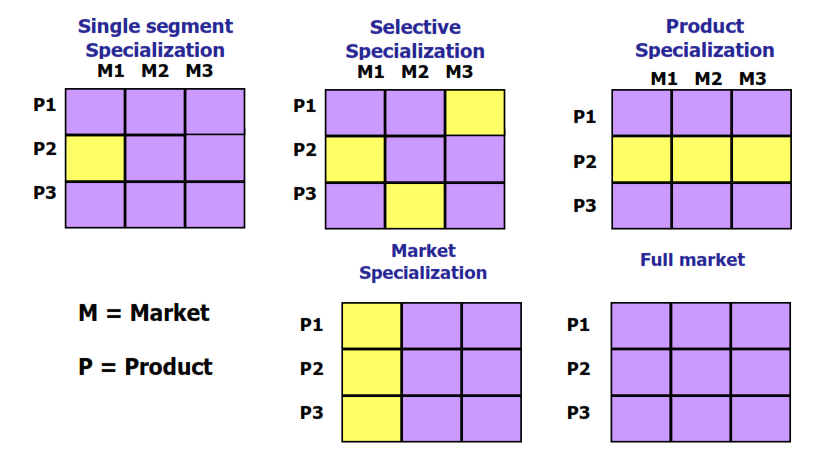 Single segment
Specialization
M1 M2 M3
P1
P2
P3
Selective
Specialization
M1 M2 M3
P1
P2
P3
Product
Specialization
M1 M2 M3
P1
P2
P3
M = Market
P = Product
Market
Specialization
P1
P2
P3
Full market
P1
P2
P3